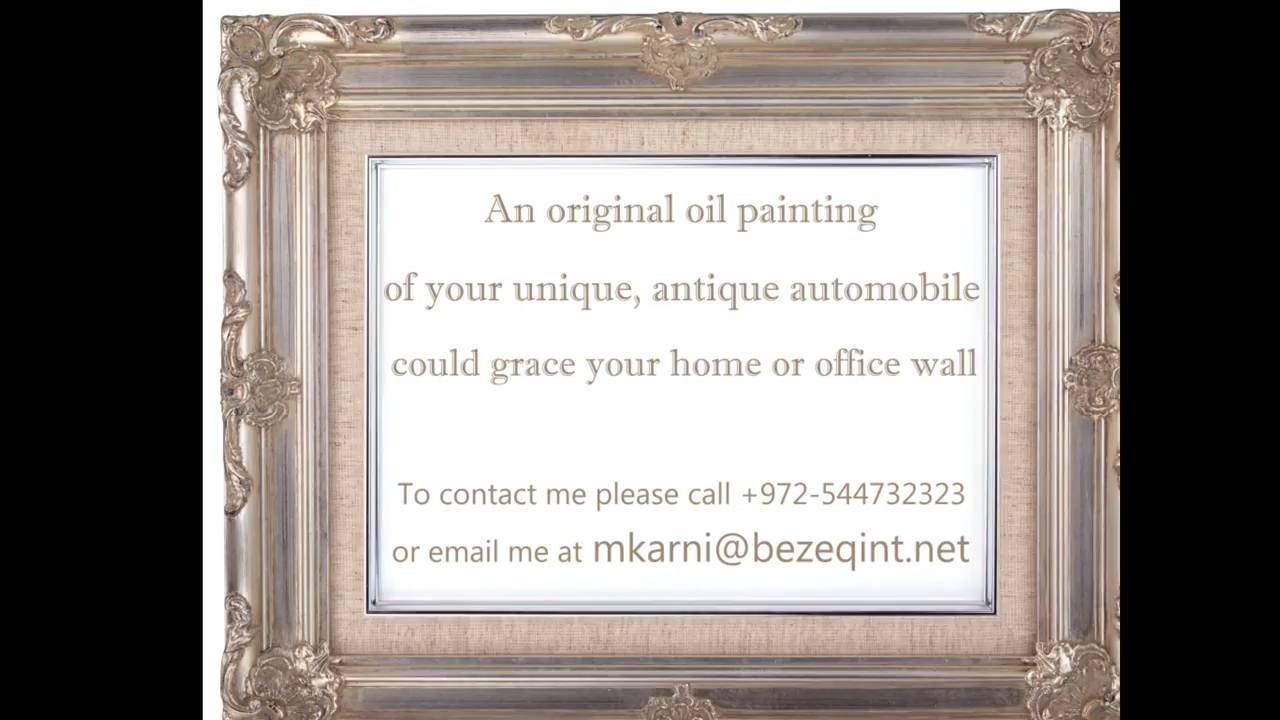 An original oil painting
of your unique, antique automobile
could grace your home or office wall
To contact me please call +972-544732323
or email me at mkarni@bezeqint.net